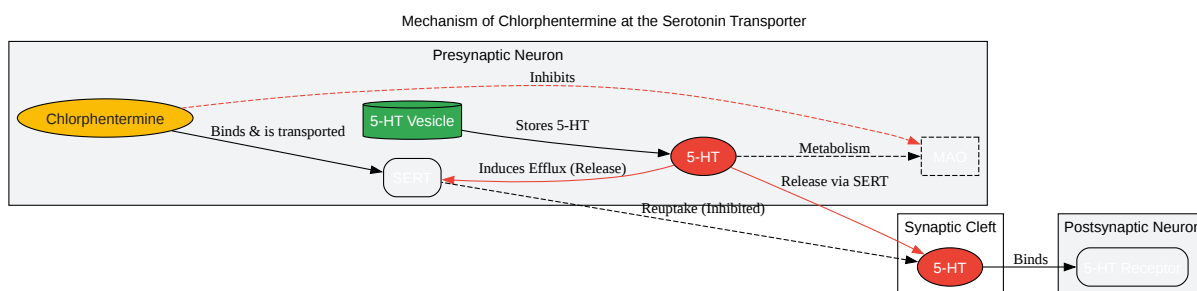 Mechanism of Chlorphentermine at the Serotonin Transporter
Presynaptic Neuron
Inhibits
Chlorphentermine
Binds & is transported
5-HT Vesicle
Stores 5-HT
5-HT
Metabolism
MAO
SERT
Induces Efflux (Release)
Release via SERT
Reuptake (Inhibited)
Synaptic Cleft
5-HT
Binds
Postsynaptic Neuron
5-HT Receptor